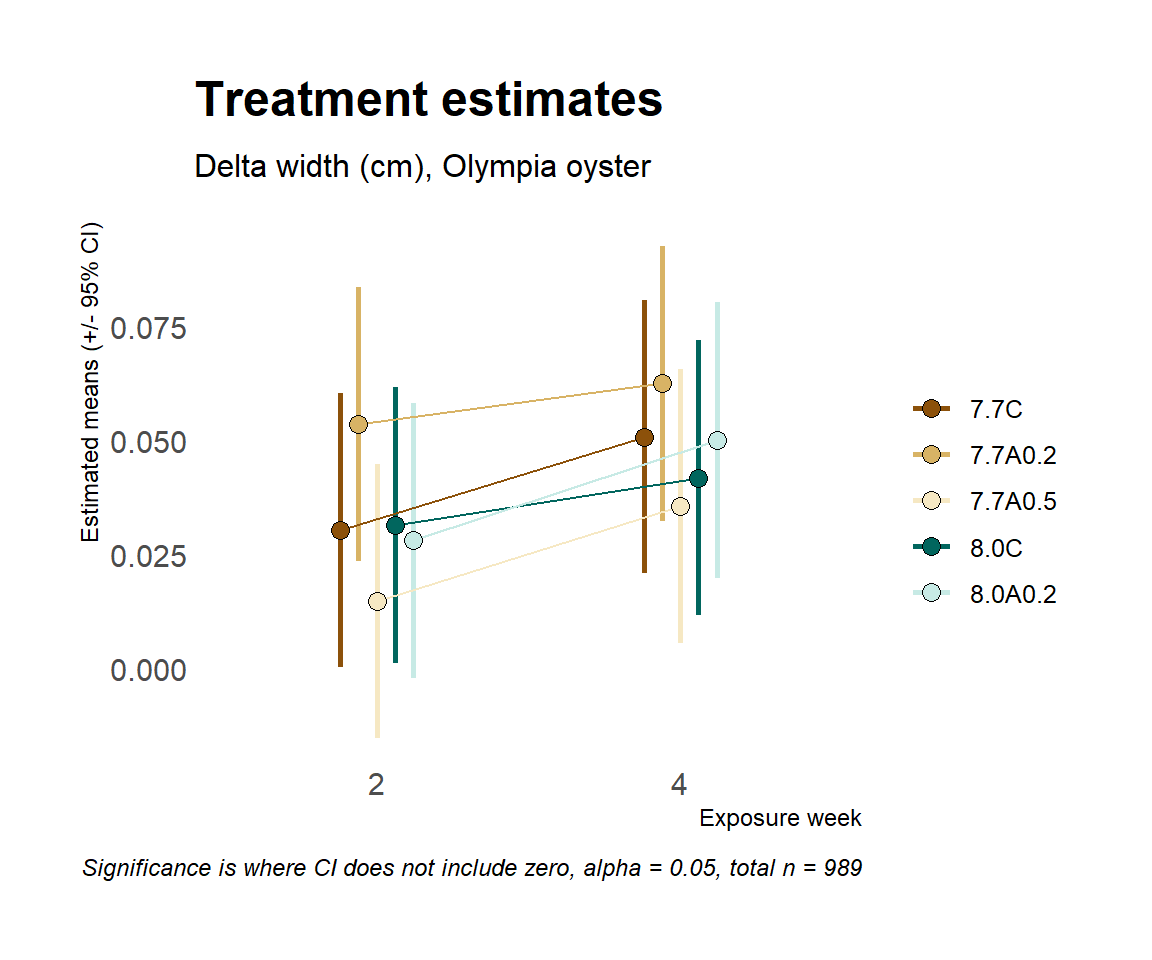 Treatment estimates
Delta width (cm), Olympia oyster
Estimated means (+/- 95% CI)
0.075
0.050
0.025
0.000
2
4
Exposure week
7.7C
7.7A0.2
7.7A0.5
8.0C
8.0A0.2
Significance is where CI does not include zero, alpha = 0.05, total n = 989